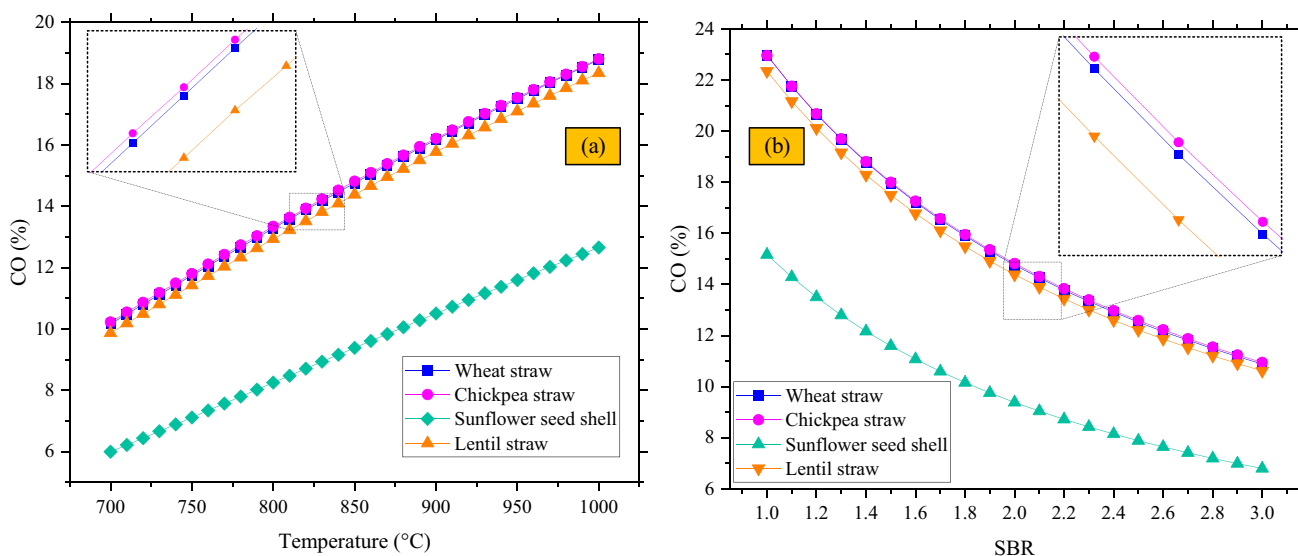 20
18
16
14
12
10
8
6
CO (%)
(a)
Wheat straw
Chickpea straw
Sunflower seed shell
Lentil straw
700 750 800 850 900 950 1000
Temperature (°C)
24
22
20
18
16
14
12
10
8
6
CO (%)
(b)
Wheat straw
Chickpea straw
Sunflower seed shell
Lentil straw
1.0 1.2 1.4 1.6 1.8 2.0 2.2 2.4 2.6 2.8 3.0
SBR